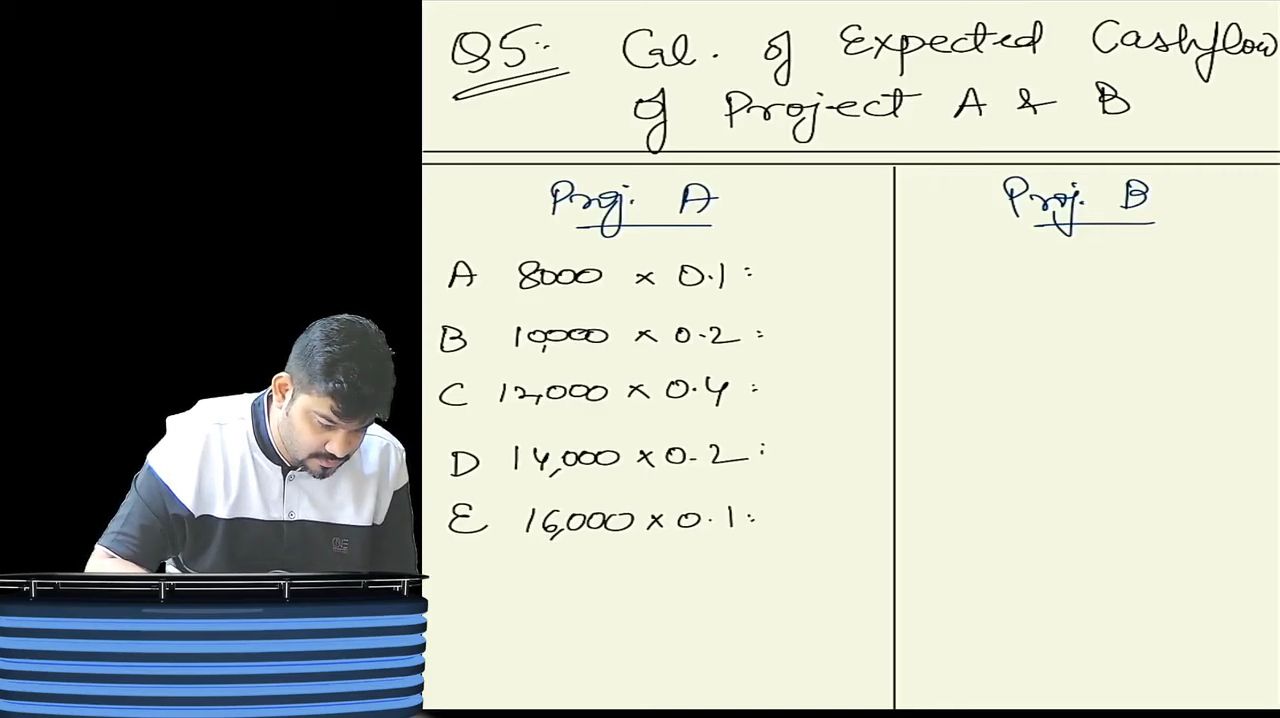 Q5:
Cal. of Expected Cashflow
of Project A & B
Proj. A
A 8000 × 0.1 :
B 10,000 × 0.2 :
C 12,000 × 0.4 :
D 14,000 × 0.2 :
E 16,000 × 0.1 :
Proj. B